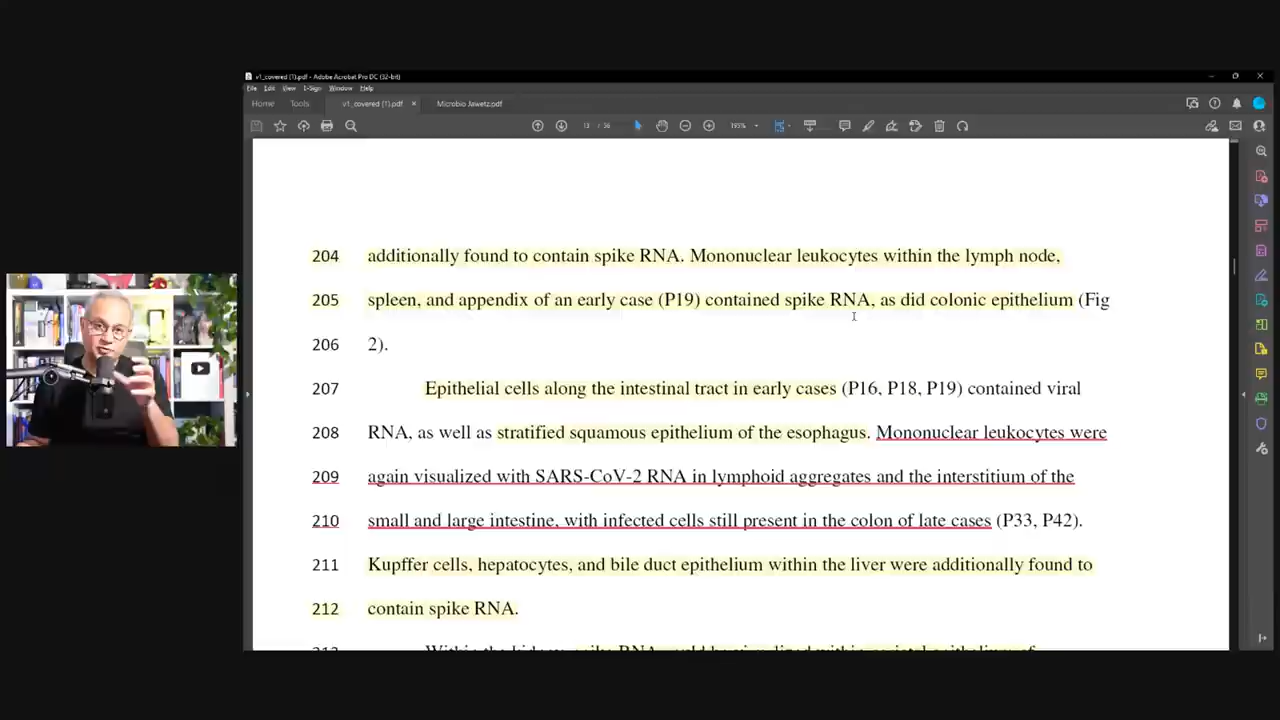 v1_covered (1).pdf - Adobe Acrobat Pro DC (32-bit)
File Edit View E-Sign Window Help
Home Tools v1_covered (1).pdf × Microbio Jawetz.pdf
195%
204 additionally found to contain spike RNA. Mononuclear leukocytes within the lymph node,
205 spleen, and appendix of an early case (P19) contained spike RNA, as did colonic epithelium (Fig
206 2).
207 Epithelial cells along the intestinal tract in early cases (P16, P18, P19) contained viral
208 RNA, as well as stratified squamous epithelium of the esophagus. Mononuclear leukocytes were
209 again visualized with SARS-CoV-2 RNA in lymphoid aggregates and the interstitium of the
210 small and large intestine, with infected cells still present in the colon of late cases (P33, P42).
211 Kupffer cells, hepatocytes, and bile duct epithelium within the liver were additionally found to
212 contain spike RNA.